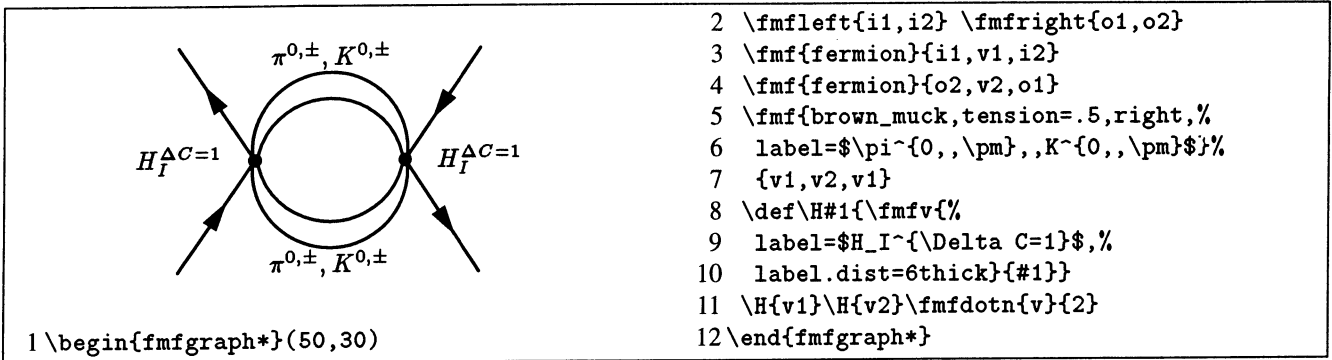 π^{0,±}, K^{0,±}
H_I^{ΔC=1} H_I^{ΔC=1}
π^{0,±}, K^{0,±}
1 \begin{fmfgraph*}(50,30)
2 \fmfleft{i1,i2} \fmfright{o1,o2}
3 \fmf{fermion}{i1,v1,i2}
4 \fmf{fermion}{o2,v2,o1}
5 \fmf{brown_muck,tension=.5,right,%
6 label=$\pi^{0,,\pm},,K^{0,,\pm}$}%
7 {v1,v2,v1}
8 \def\H#1{\fmfv{%
9 label=$H_I^{\Delta C=1}$,%
10 label.dist=6thick}{#1}}
11 \H{v1}\H{v2}\fmfdotn{v}{2}
12 \end{fmfgraph*}